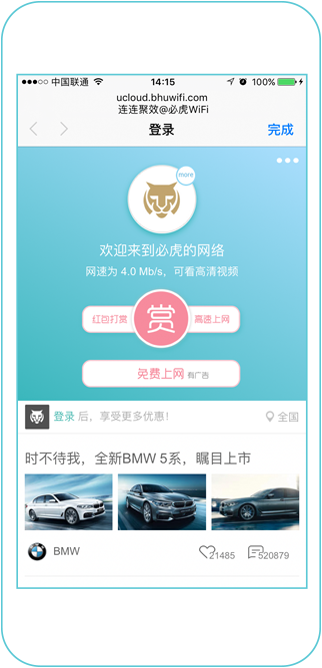 中国联通 14:15 100%
ucloud.bhuwifi.com
连连聚效@必虎WiFi
登录 完成
more
欢迎来到必虎的网络
网速为 4.0 Mb/s，可看高清视频
红包打赏 赏 高速上网
免费上网 有广告
登录 后，享受更多优惠！ 全国
时不待我，全新BMW 5系，瞩目上市
BMW 21485 520879